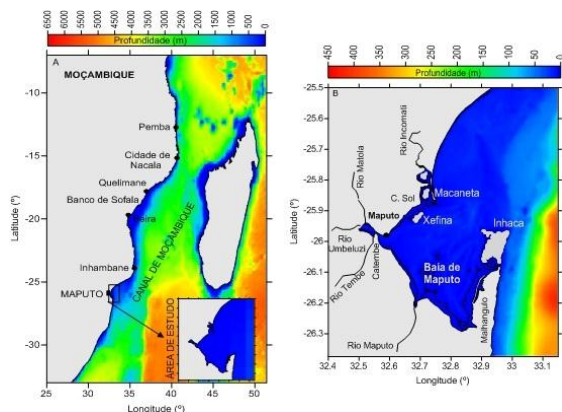 6500 6000 5500 5000 4500 4000 3500 3000 2500 2000 1500 1000 500 0
Profundidade (m)
A
MOÇAMBIQUE
Pemba
Cidade de
Nacala
Quelimane
Banco de Sofala
Beira
CANAL DE MOÇAMBIQUE
Inhambane
MAPUTO
ÁREA DE ESTUDO
-10
-15
-20
-25
-30
Latitude (º)
25 30 35 40 45 50
Longitude (º)
450 400 350 300 250 200 150 100 50 0
Profundidade (m)
B
Rio Incomati
Rio Matola
Macaneta
C. Sol
Maputo
Xefina
Inhaca
Rio
Umbeluzi
Catembe
Baía de
Maputo
Rio Tembe
Rio Maputo
-25.5
-25.6
-25.7
-25.8
-25.9
-26.0
-26.1
-26.2
-26.3
Latitude (º)
32.4 32.5 32.6 32.7 32.8 32.9 33.0 33.1
Longitude (º)